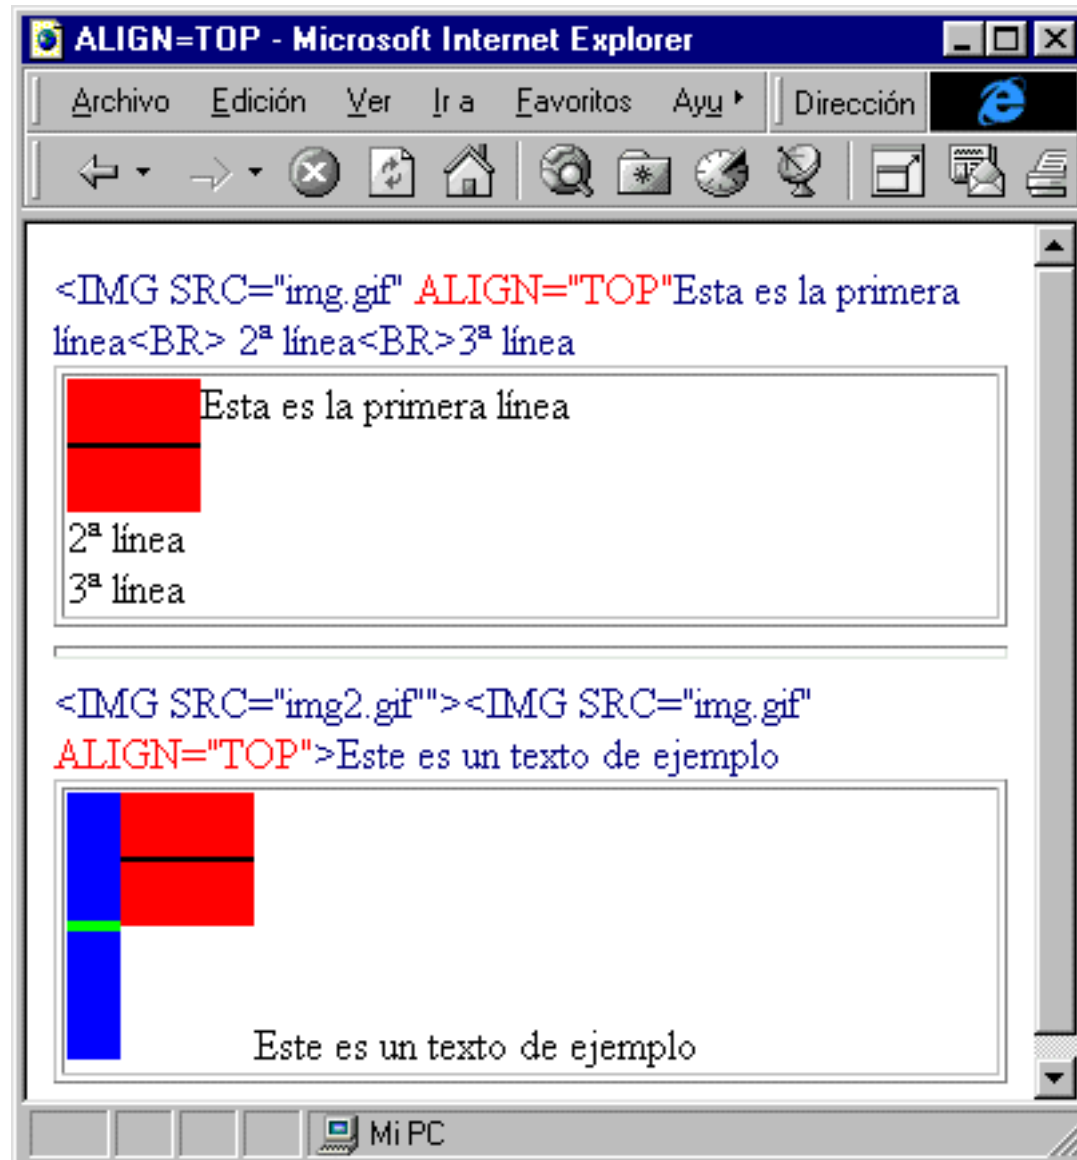 ALIGN=TOP - Microsoft Internet Explorer
Archivo Edición Ver Ir a Favoritos Ayu Dirección
<IMG SRC="img.gif" ALIGN="TOP"Esta es la primera
línea<BR> 2ª línea<BR>3ª línea
Esta es la primera línea
2ª línea
3ª línea
<IMG SRC="img2.gif""><IMG SRC="img.gif"
ALIGN="TOP">Este es un texto de ejemplo
Este es un texto de ejemplo
Mi PC